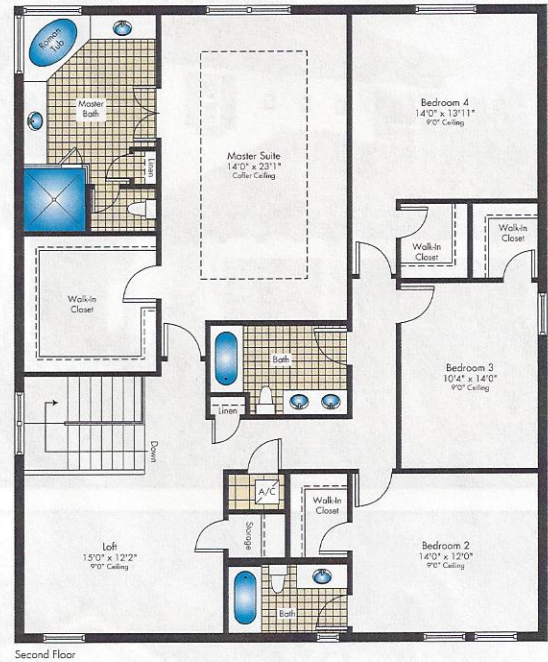 Roman
Tub
Master
Bath
Linen
Master Suite
14'0" x 23'1"
Coffer Ceiling
Bedroom 4
14'0" x 13'11"
9'0" Ceiling
Walk-In
Closet
Walk-In
Closet
Walk-In
Closet
Bath
Linen
Bedroom 3
10'4" x 14'0"
9'0" Ceiling
Down
A/C
Walk-In
Closet
Storage
Loft
15'0" x 12'2"
9'0" Ceiling
Bedroom 2
14'0" x 12'0"
9'0" Ceiling
Bath
Second Floor